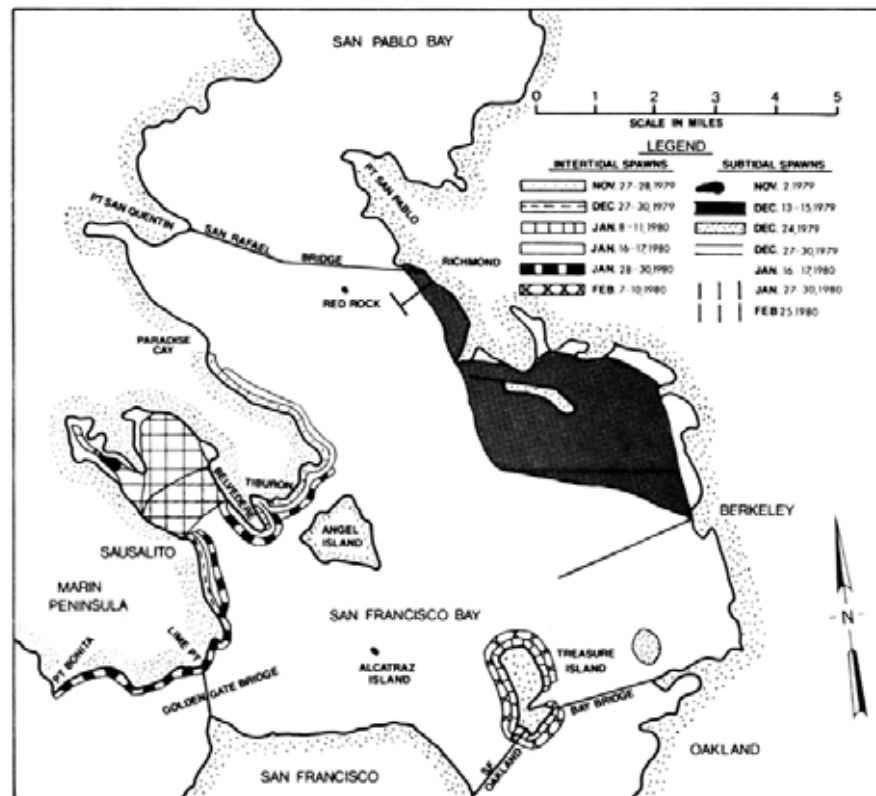 SAN PABLO BAY
0 1 2 3 4 5
SCALE IN MILES
LEGEND
INTERTIDAL SPAWNS
NOV. 27-28, 1979
DEC 27-30, 1979
JAN. 8-11, 1980
JAN. 16-17, 1980
JAN. 28-30, 1980
FEB. 7-10, 1980
SUBTIDAL SPAWNS
NOV. 2, 1979
DEC. 13-15, 1979
DEC. 24, 1979
DEC. 27-30, 1979
JAN. 16-17, 1980
JAN. 27-30, 1980
FEB 25, 1980
PT SAN PABLO
PT SAN QUENTIN
SAN RAFAEL
BRIDGE
RICHMOND
RED ROCK
PARADISE
CAY
BELVEDERE
TIBURON
ANGEL
ISLAND
BERKELEY
SAUSALITO
MARIN
PENINSULA
SAN FRANCISCO BAY
N
LIME PT
PT BONITA
ALCATRAZ
ISLAND
TREASURE
ISLAND
GOLDEN GATE BRIDGE
BAY BRIDGE
SF
OAKLAND
OAKLAND
SAN FRANCISCO